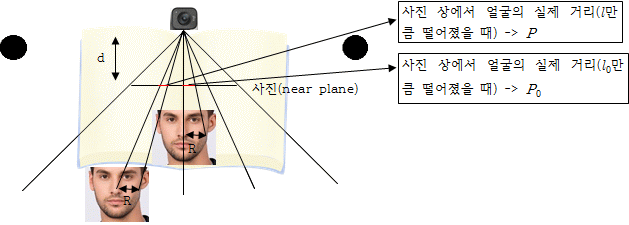 사진 상에서 얼굴의 실제 거리(l만
큼 떨어졌을 때) -> P
사진 상에서 얼굴의 실제 거리(l₀만
큼 떨어졌을 때) -> P₀
d
사진(near plane)
R
R